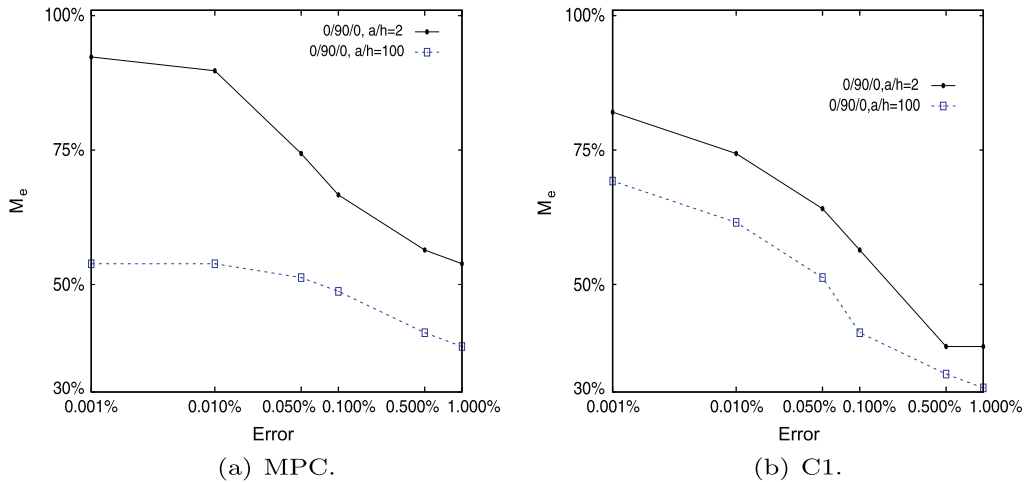 100%
75%
50%
30%
M e
0/90/0, a/h=2
0/90/0, a/h=100
0.001% 0.010% 0.050% 0.100% 0.500% 1.000%
Error
(a) MPC.
100%
75%
50%
30%
M e
0/90/0,a/h=2
0/90/0,a/h=100
0.001% 0.010% 0.050% 0.100% 0.500% 1.000%
Error
(b) C1.